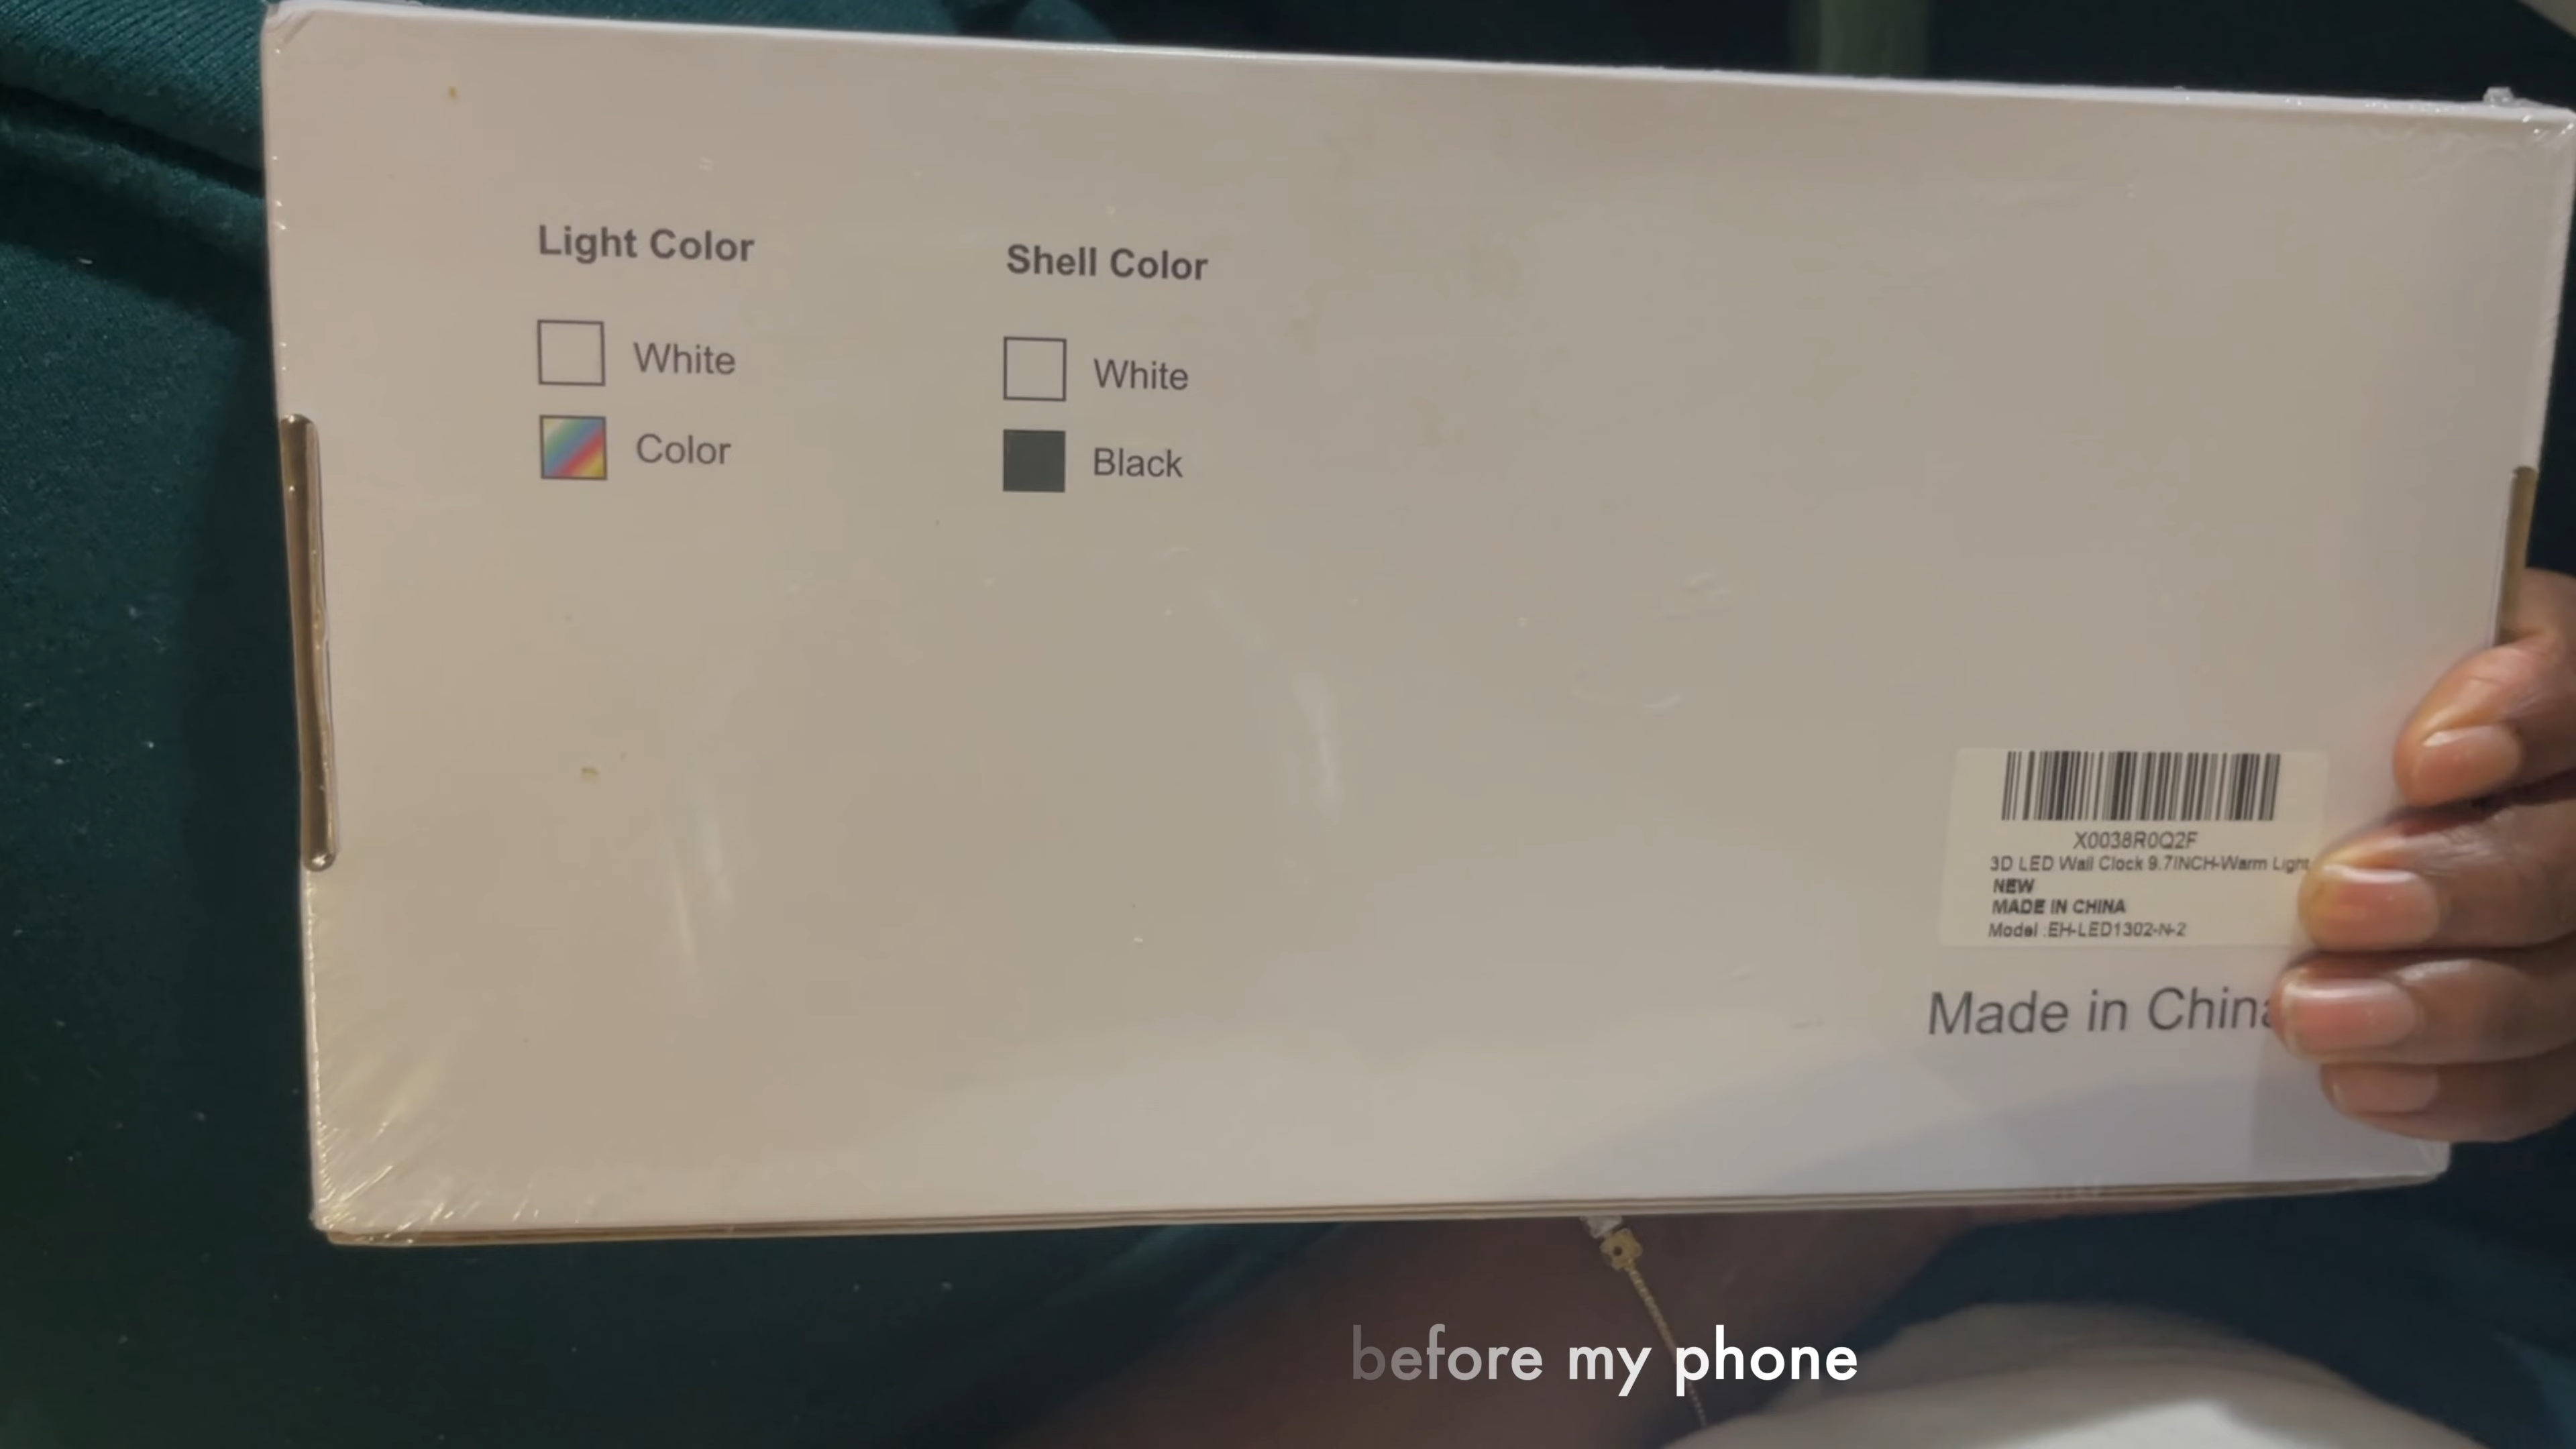 Light Color
White
Color
Shell Color
White
Black
X0038R0Q2F
3D LED Wall Clock 9.7INCH-Warm Light
NEW
MADE IN CHINA
Model :EH-LED1302-N-2
Made in China
before my phone